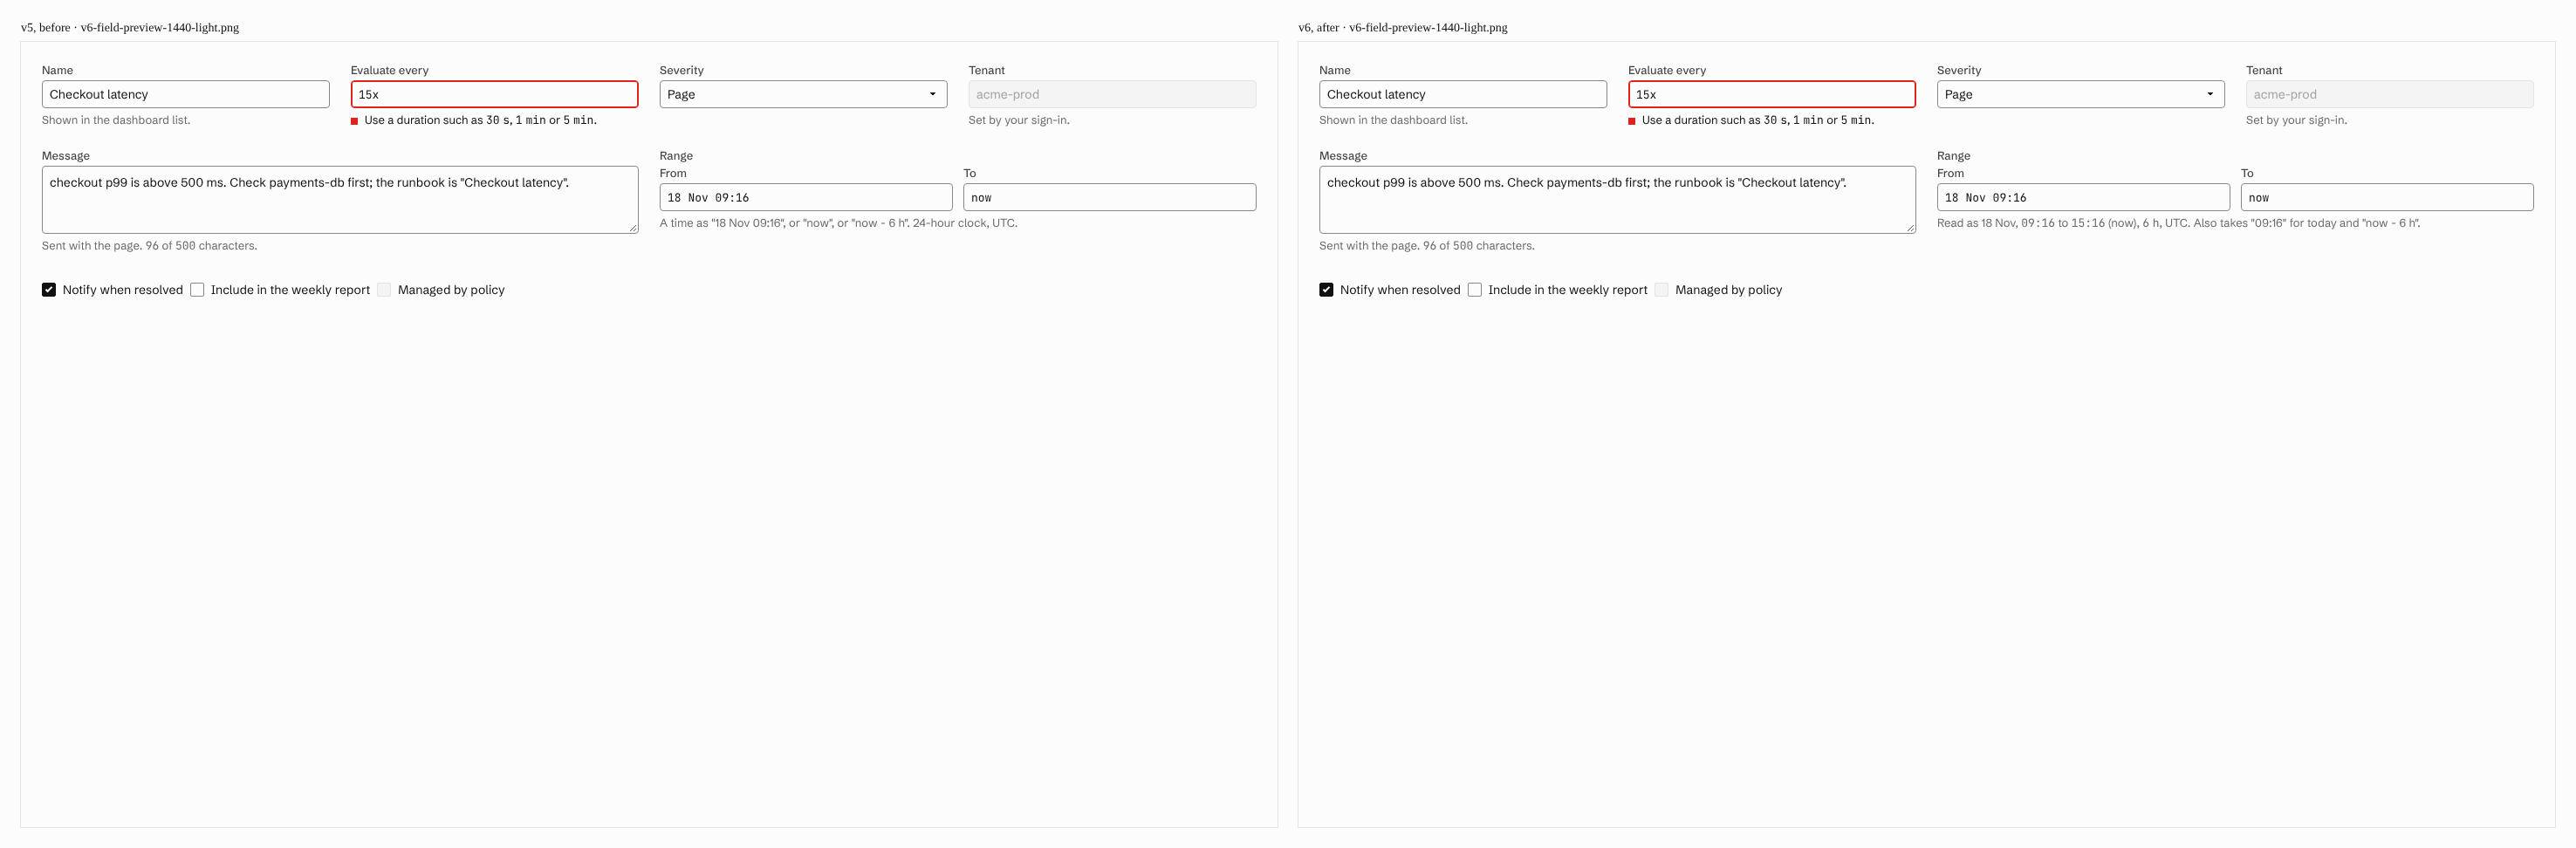 v5, before · v6-field-preview-1440-light.png
Name
Evaluate every
Severity
Tenant
Checkout latency
15x
Page
acme-prod
Shown in the dashboard list.
Use a duration such as 30 s, 1 min or 5 min.
Set by your sign-in.
Message
Range
From
To
checkout p99 is above 500 ms. Check payments-db first; the runbook is "Checkout latency".
18 Nov 09:16
now
A time as "18 Nov 09:16", or "now", or "now - 6 h". 24-hour clock, UTC.
Sent with the page. 96 of 500 characters.
Notify when resolved
Include in the weekly report
Managed by policy
v6, after · v6-field-preview-1440-light.png
Name
Evaluate every
Severity
Tenant
Checkout latency
15x
Page
acme-prod
Shown in the dashboard list.
Use a duration such as 30 s, 1 min or 5 min.
Set by your sign-in.
Message
Range
From
To
checkout p99 is above 500 ms. Check payments-db first; the runbook is "Checkout latency".
18 Nov 09:16
now
Read as 18 Nov, 09:16 to 15:16 (now), 6 h, UTC. Also takes "09:16" for today and "now - 6 h".
Sent with the page. 96 of 500 characters.
Notify when resolved
Include in the weekly report
Managed by policy